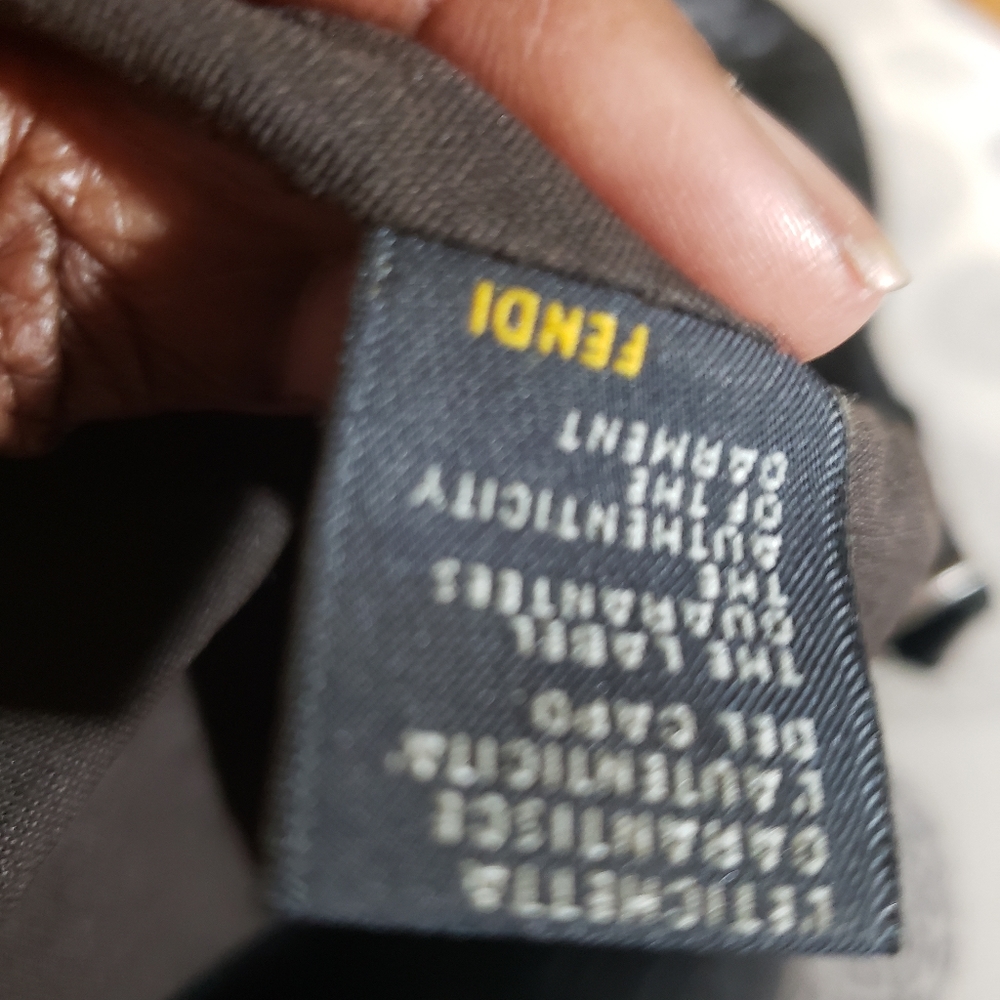 L'ETICHETTA
GARANTISCE
L'AUTENTICITA'
DEL CAPO
THE LABEL
GUARANTEES
THE
AUTHENTICITY
OF THE
GARMENT
FENDI